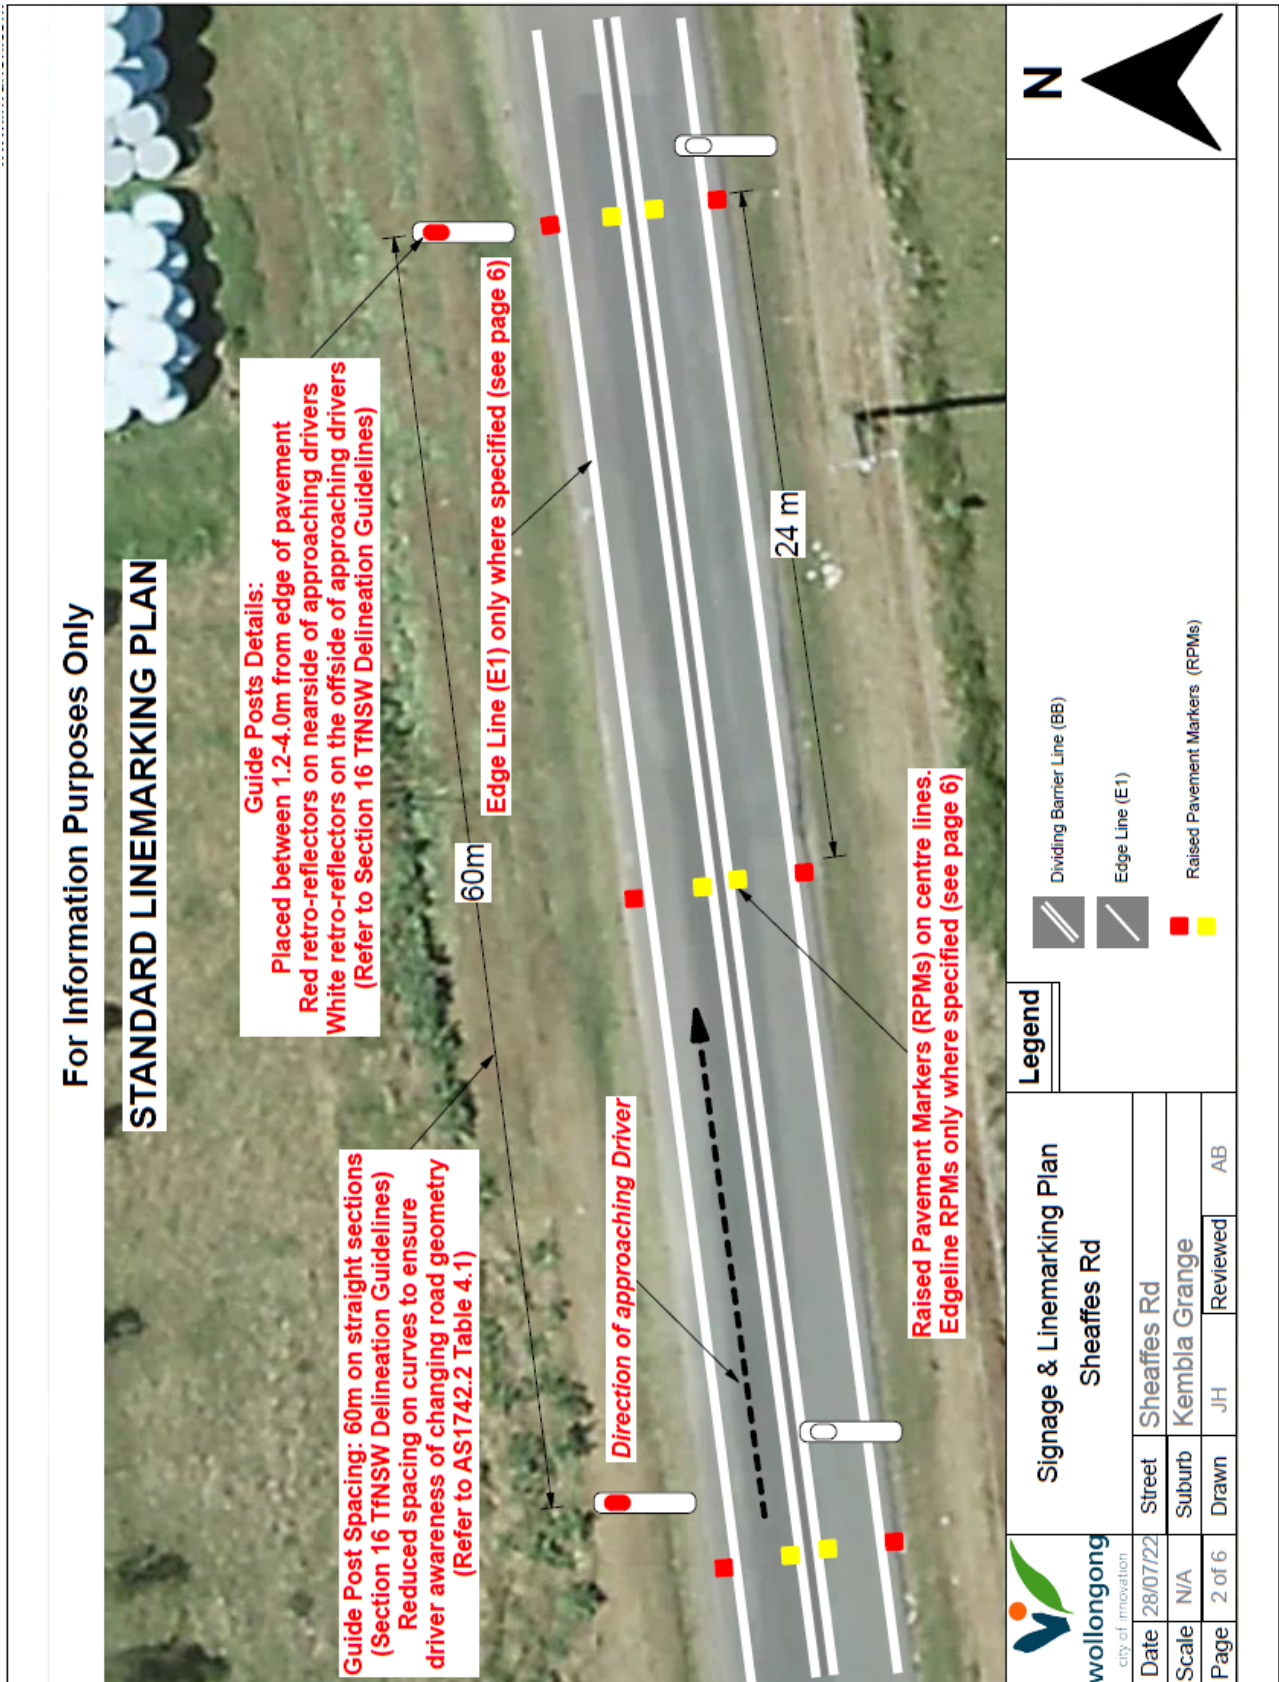 For Information Purposes Only
STANDARD LINEMARKING PLAN
Guide Posts Details:
Placed between 1.2-4.0m from edge of pavement
Red retro-reflectors on nearside of approaching drivers
White retro-reflectors on the offside of approaching drivers
(Refer to Section 16 TfNSW Delineation Guidelines)
Guide Post Spacing: 60m on straight sections
(Section 16 TfNSW Delineation Guidelines)
Reduced spacing on curves to ensure
driver awareness of changing road geometry
(Refer to AS1742.2 Table 4.1)
60m
Edge Line (E1) only where specified (see page 6)
Direction of approaching Driver
24 m
Raised Pavement Markers (RPMs) on centre lines.
Edgeline RPMs only where specified (see page 6)
wollongong
city of innovation
Signage & Linemarking Plan
Sheaffes Rd
Date 28/07/22 Street Sheaffes Rd
Scale N/A Suburb Kembla Grange
Page 2 of 6 Drawn JH Reviewed AB
Legend
Dividing Barrier Line (BB)
Edge Line (E1)
Raised Pavement Markers (RPMs)
N